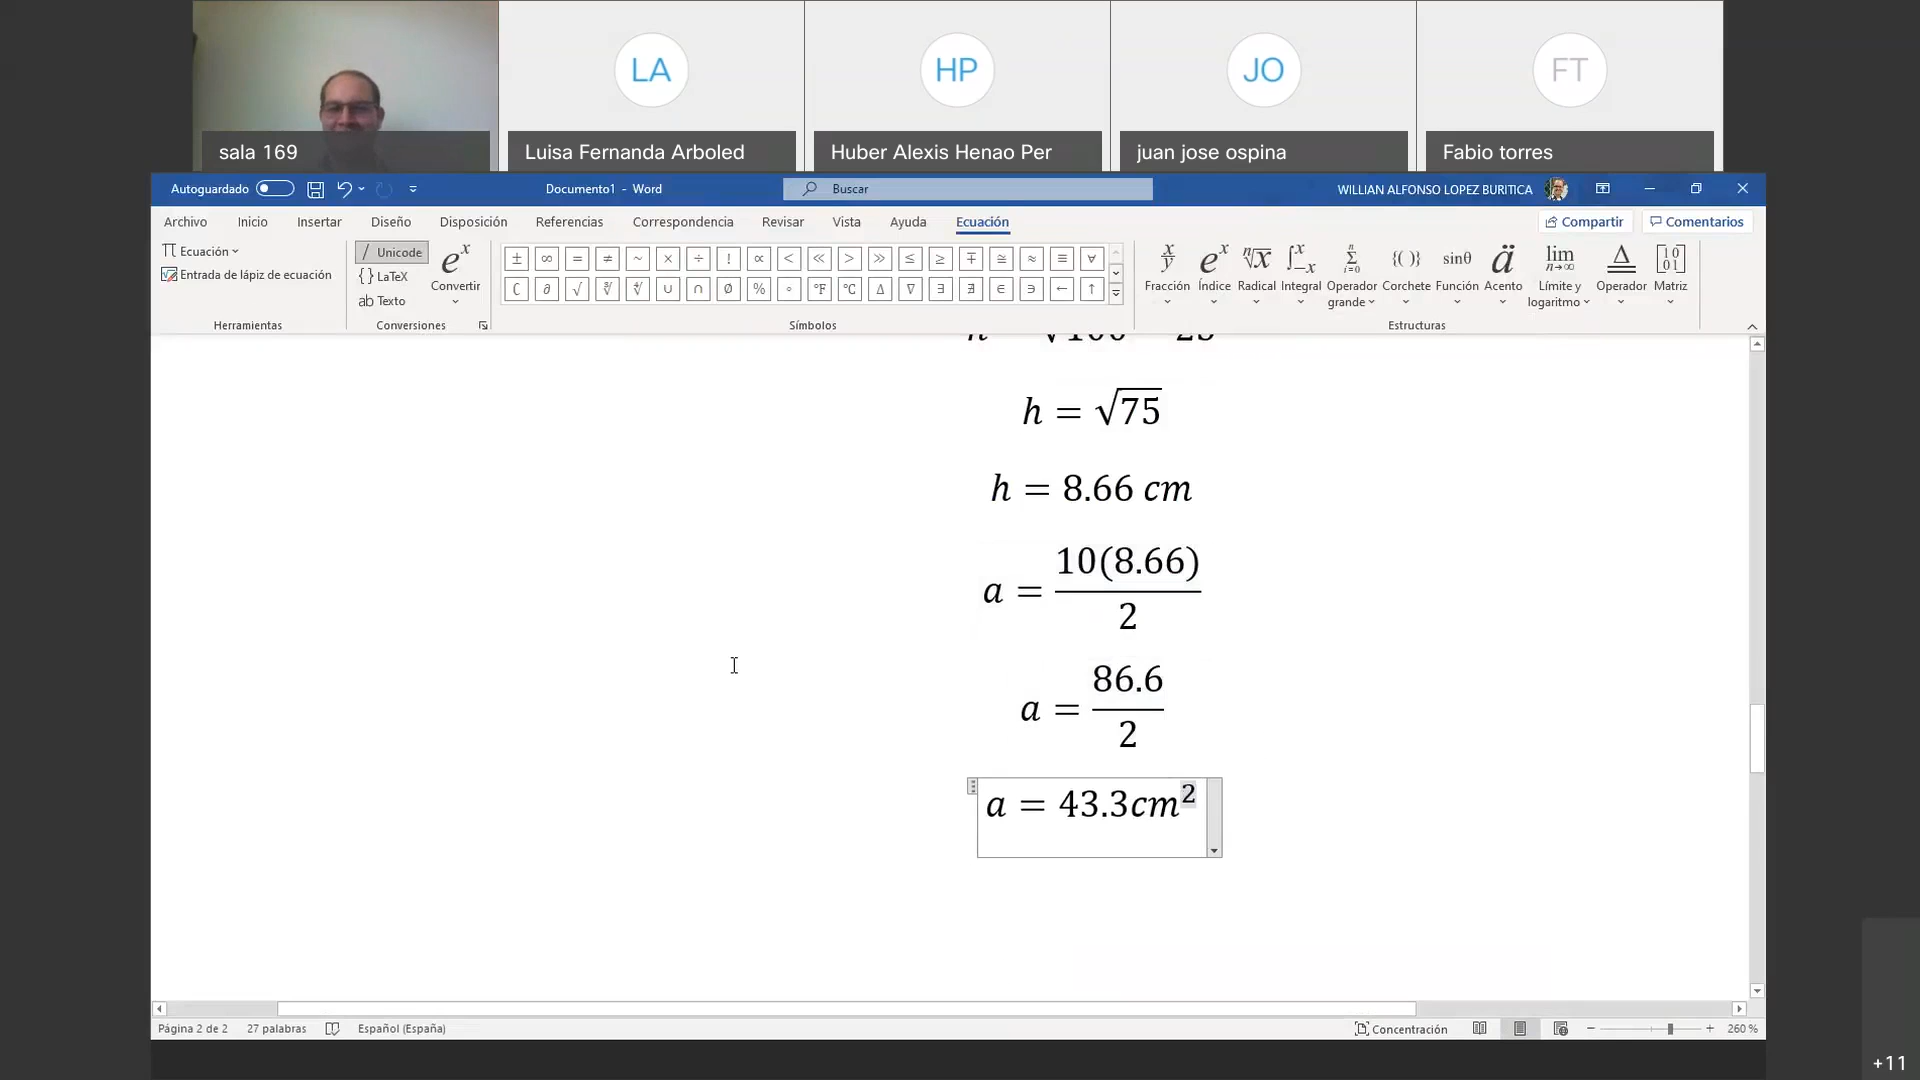 LA
HP
JO
FT
sala 169
Luisa Fernanda Arboled
Huber Alexis Henao Per
juan jose ospina
Fabio torres
Autoguardado
Documento1 - Word
Buscar
WILLIAN ALFONSO LOPEZ BURITICA
Archivo Inicio Insertar Diseño Disposición Referencias Correspondencia Revisar Vista Ayuda Ecuación
Compartir Comentarios
π Ecuación
Entrada de lápiz de ecuación
Herramientas
Unicode
{} LaTeX
ab Texto
e^x
Convertir
Conversiones
± ∞ = ≠ ~ × ÷ ! ∝ < ≪ > ≫ ≤ ≥ ∓ ≅ ≈ ≡ ∀
∁ ∂ √ ∛ ∜ ∪ ∩ ∅ % ° °F °C ∆ ∇ ∃ ∄ ∈ ∋ ← ↑
Símbolos
Fracción Índice Radical Integral Operador grande Corchete Función Acento Límite y logaritmo Operador Matriz
Estructuras
h = √75
h = 8.66 cm
a = 10(8.66)/2
a = 86.6/2
a = 43.3cm²
Página 2 de 2 27 palabras Español (España)
Concentración
260 %
+11